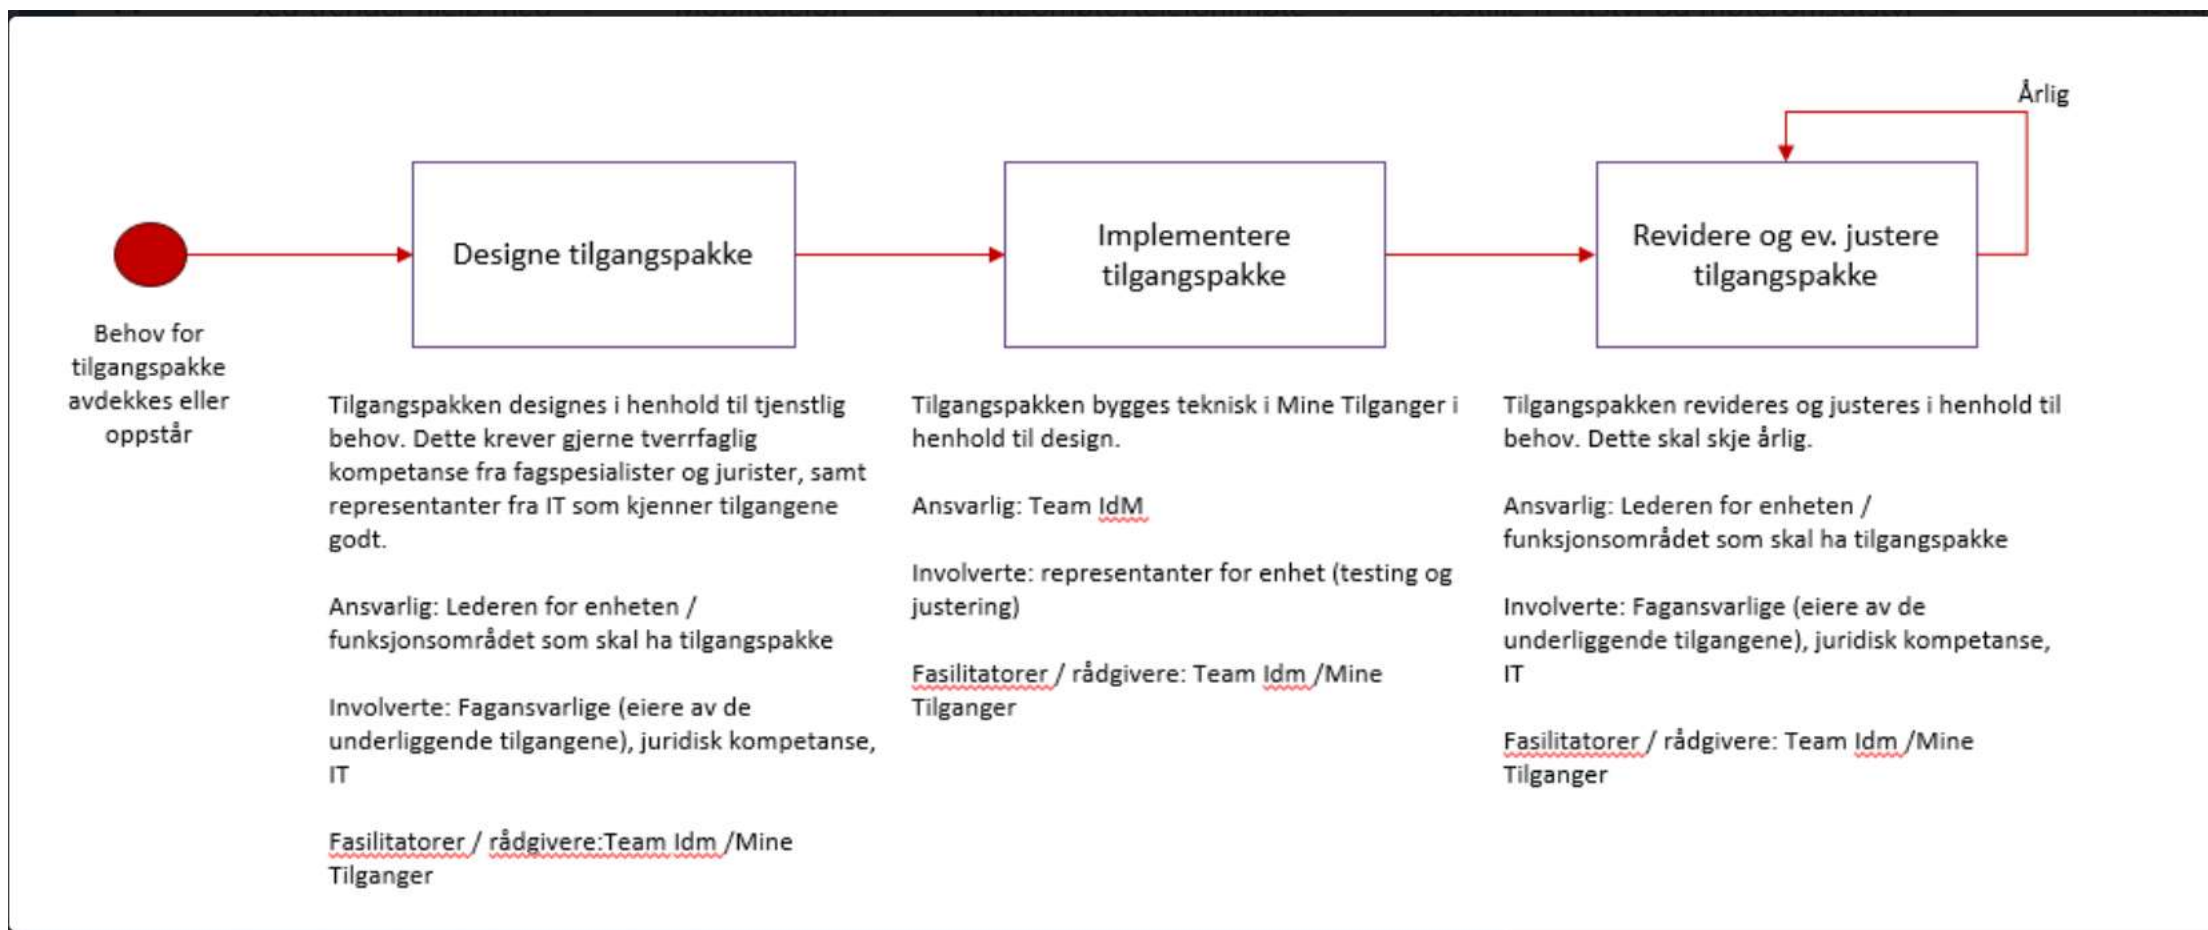 Årlig
Designe tilgangspakke
Implementere
tilgangspakke
Revidere og ev. justere
tilgangspakke
Behov for
tilgangspakke
avdekkes eller
oppstår
Tilgangspakken designes i henhold til tjenstlig
behov. Dette krever gjerne tverrfaglig
kompetanse fra fagspesialister og jurister, samt
representanter fra IT som kjenner tilgangene
godt.
Ansvarlig: Lederen for enheten /
funksjonsområdet som skal ha tilgangspakke
Involverte: Fagansvarlige (eiere av de
underliggende tilgangene), juridisk kompetanse,
IT
Fasilitatorer / rådgivere:Team Idm /Mine
Tilganger
Tilgangspakken bygges teknisk i Mine Tilganger i
henhold til design.
Ansvarlig: Team IdM
Involverte: representanter for enhet (testing og
justering)
Fasilitatorer / rådgivere: Team Idm /Mine
Tilganger
Tilgangspakken revideres og justeres i henhold til
behov. Dette skal skje årlig.
Ansvarlig: Lederen for enheten /
funksjonsområdet som skal ha tilgangspakke
Involverte: Fagansvarlige (eiere av de
underliggende tilgangene), juridisk kompetanse,
IT
Fasilitatorer / rådgivere: Team Idm /Mine
Tilganger